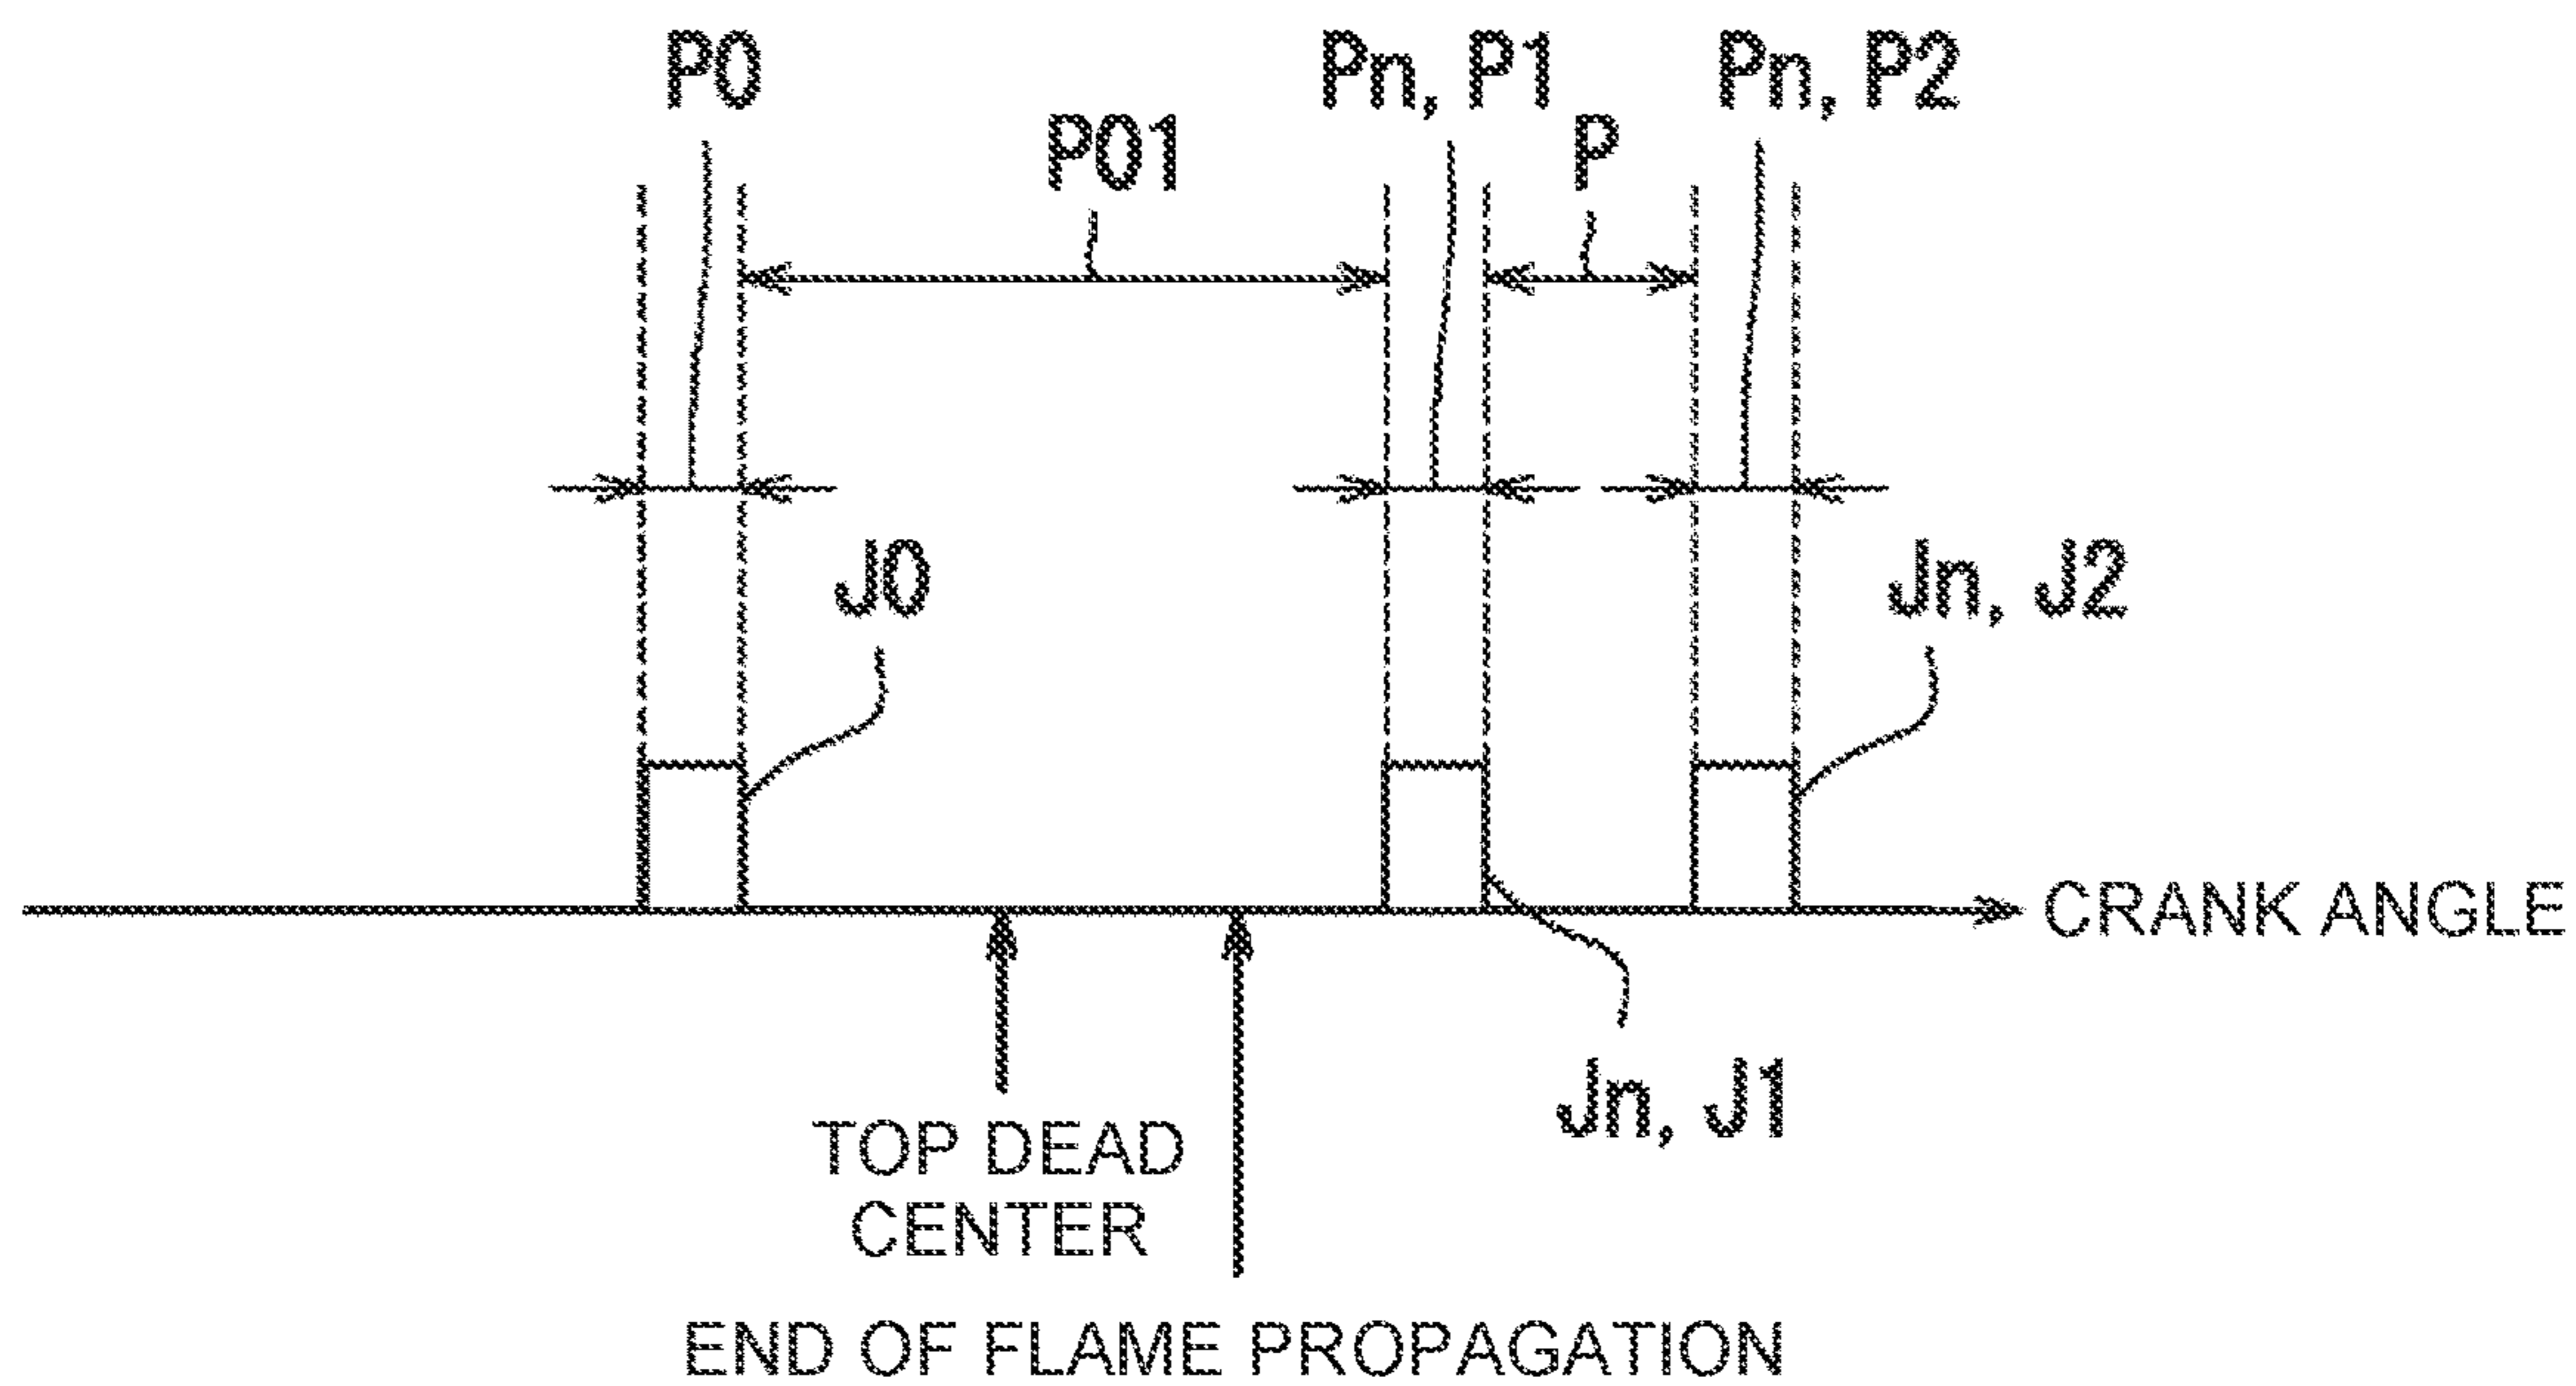 P0
Pn, P1
Pn, P2
P01
P
J0
Jn, J2
CRANK ANGLE
Jn, J1
TOP DEAD
CENTER
END OF FLAME PROPAGATION